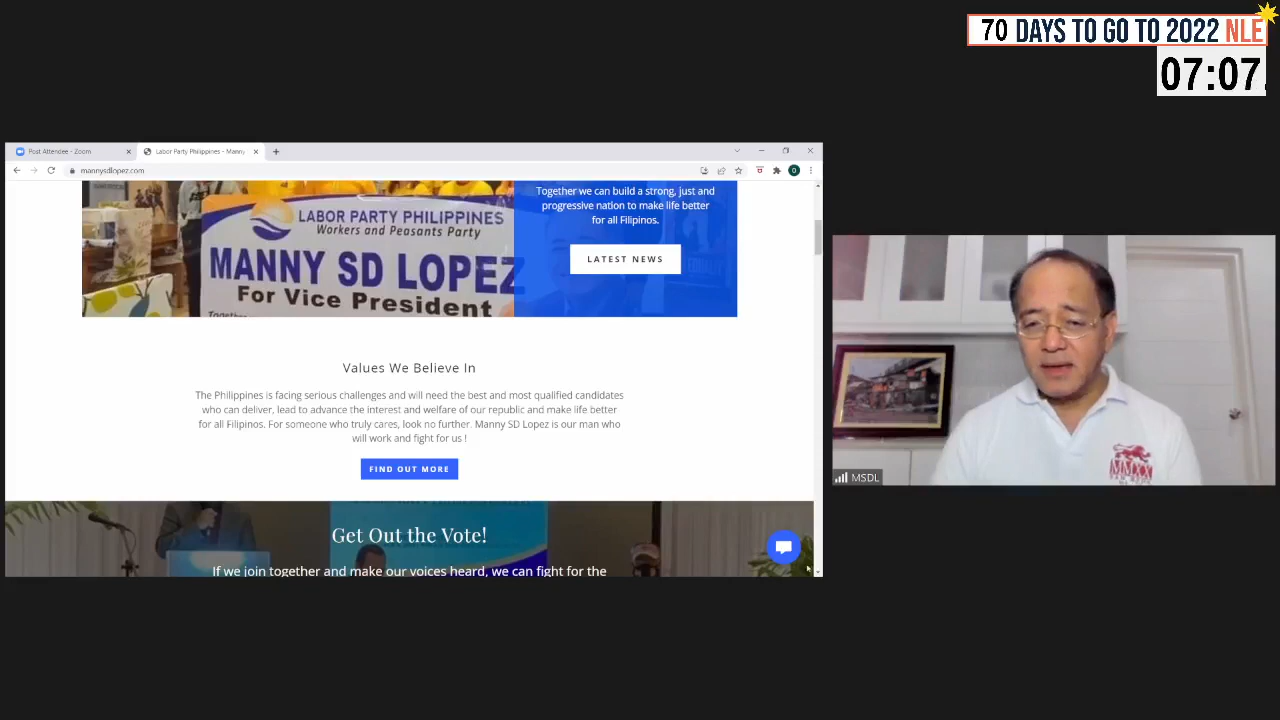 70 DAYS TO GO TO 2022 NLE
07:07
Post Attendee - Zoom
Labor Party Philippines - Manny
mannysdlopez.com
LABOR PARTY PHILIPPINES
Workers and Peasants Party
MANNY SD LOPEZ
For Vice President
Together we can build a strong, just and
progressive nation to make life better
for all Filipinos.
LATEST NEWS
Values We Believe In
The Philippines is facing serious challenges and will need the best and most qualified candidates
who can deliver, lead to advance the interest and welfare of our republic and make life better
for all Filipinos. For someone who truly cares, look no further. Manny SD Lopez is our man who
will work and fight for us !
FIND OUT MORE
Get Out the Vote!
If we join together and make our voices heard, we can fight for the
MMXX
MSDL